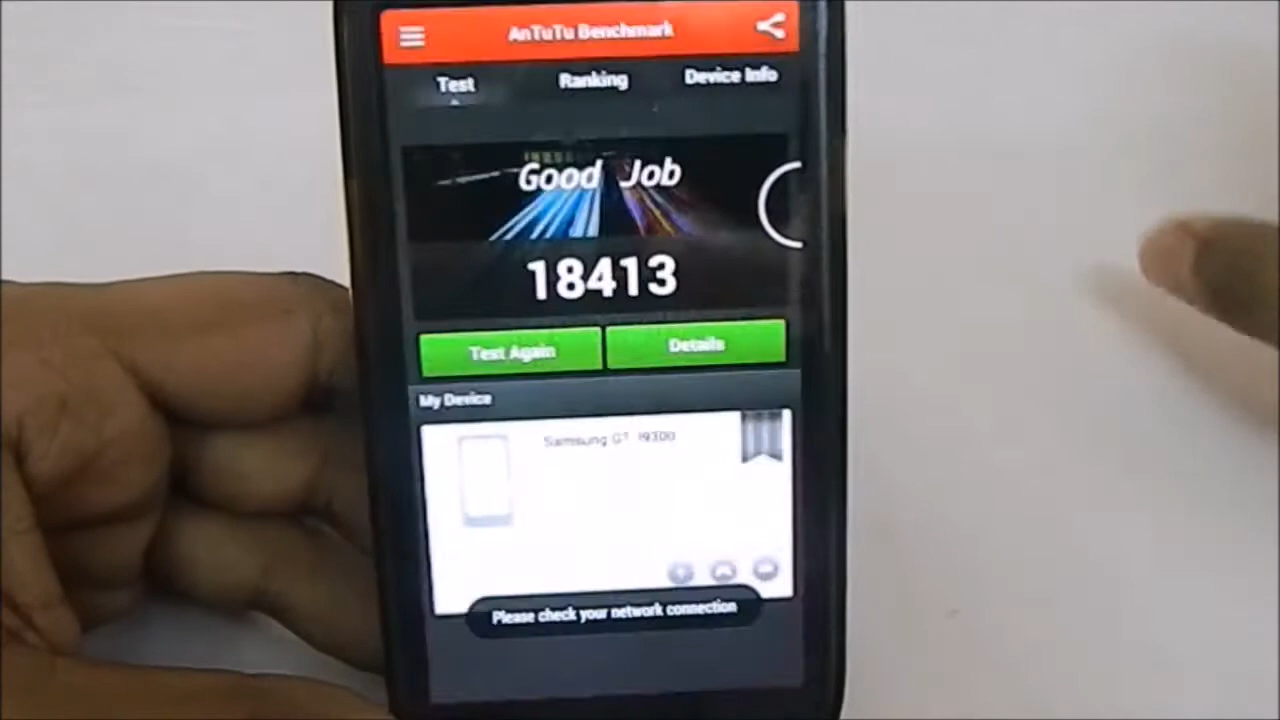 AnTuTu Benchmark
Test Ranking Device Info
Good Job
18413
Test Again Details
My Device
Samsung GT-I9300
Please check your network connection